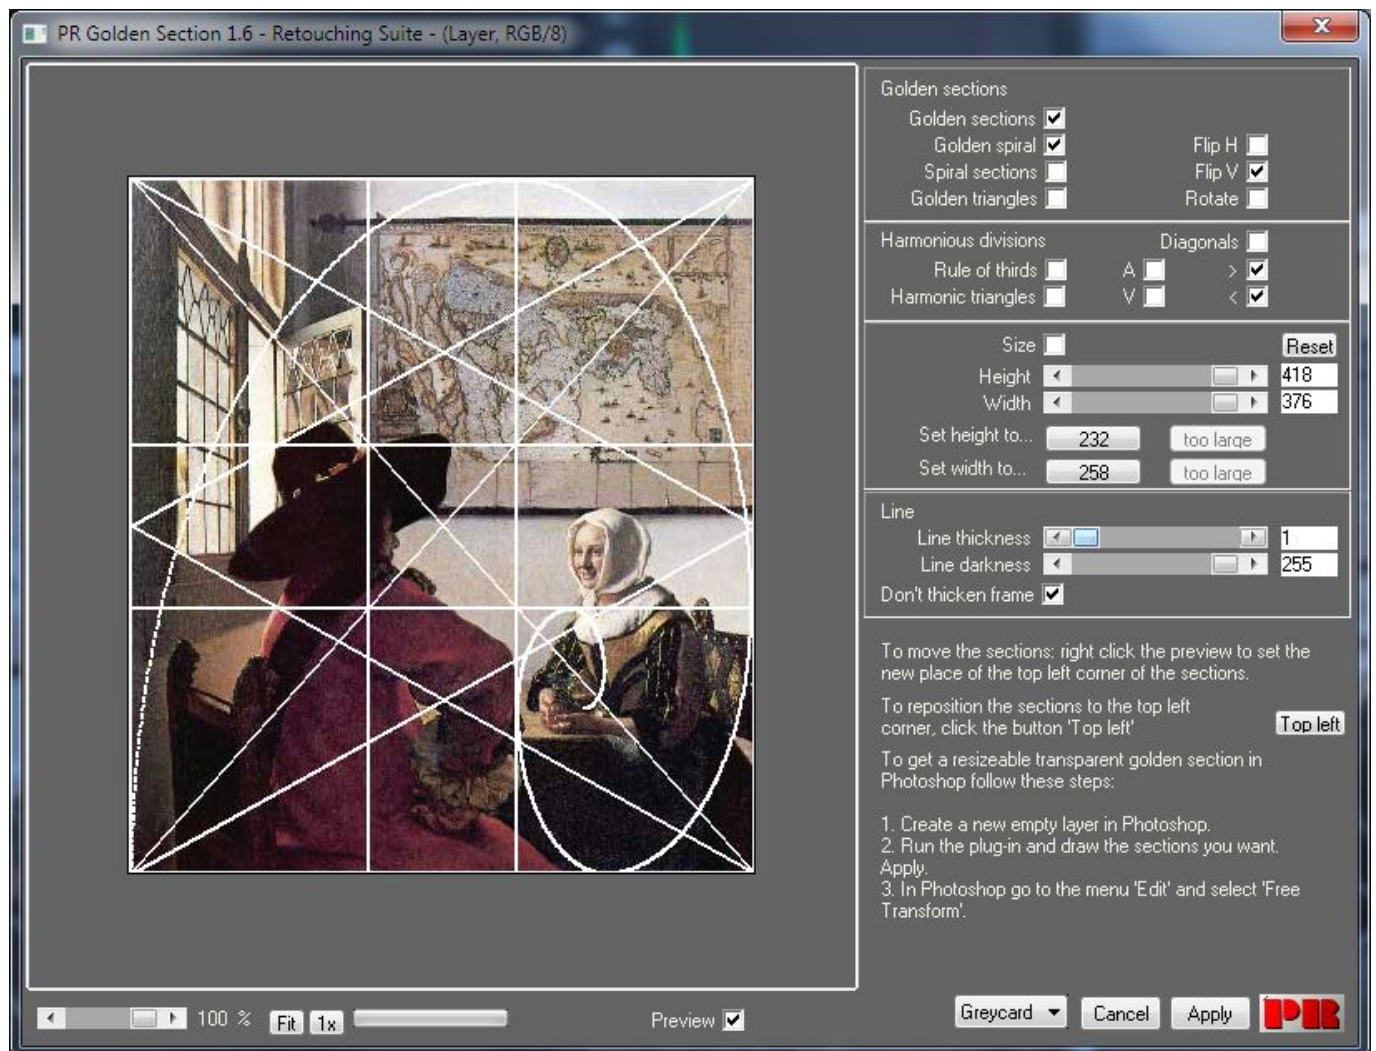 PR Golden Section 1.6 - Retouching Suite - (Layer, RGB/8)
Golden sections
Golden sections
Golden spiral Flip H
Spiral sections Flip V
Golden triangles Rotate
Harmonious divisions Diagonals
Rule of thirds A >
Harmonic triangles V <
Size Reset
Height 418
Width 376
Set height to... 232 too large
Set width to... 258 too large
Line
Line thickness 1
Line darkness 255
Don't thicken frame
To move the sections: right click the preview to set the
new place of the top left corner of the sections.
To reposition the sections to the top left
corner, click the button 'Top left' Top left
To get a resizeable transparent golden section in
Photoshop follow these steps:
1. Create a new empty layer in Photoshop.
2. Run the plug-in and draw the sections you want.
Apply.
3. In Photoshop go to the menu 'Edit' and select 'Free
Transform'.
100 % Fit 1x Preview Greycard Cancel Apply PR